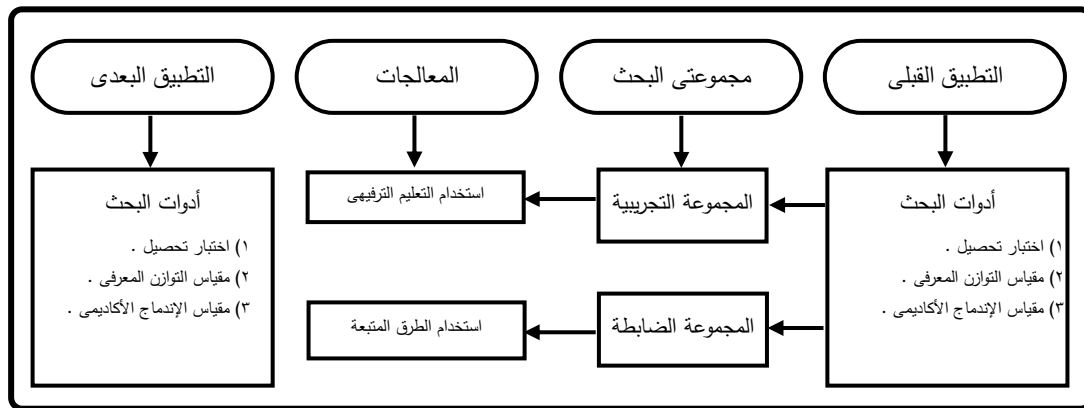 التطبيق القبلى
مجموعتى البحث
المعالجات
التطبيق البعدى
أدوات البحث
١) اختبار تحصيل .
٢) مقياس التوازن المعرفى .
٣) مقياس الإندماج الأكاديمى .
المجموعة التجريبية
استخدام التعليم الترفيهى
المجموعة الضابطة
استخدام الطرق المتبعة
أدوات البحث
١) اختبار تحصيل .
٢) مقياس التوازن المعرفى .
٣) مقياس الإندماج الأكاديمى .